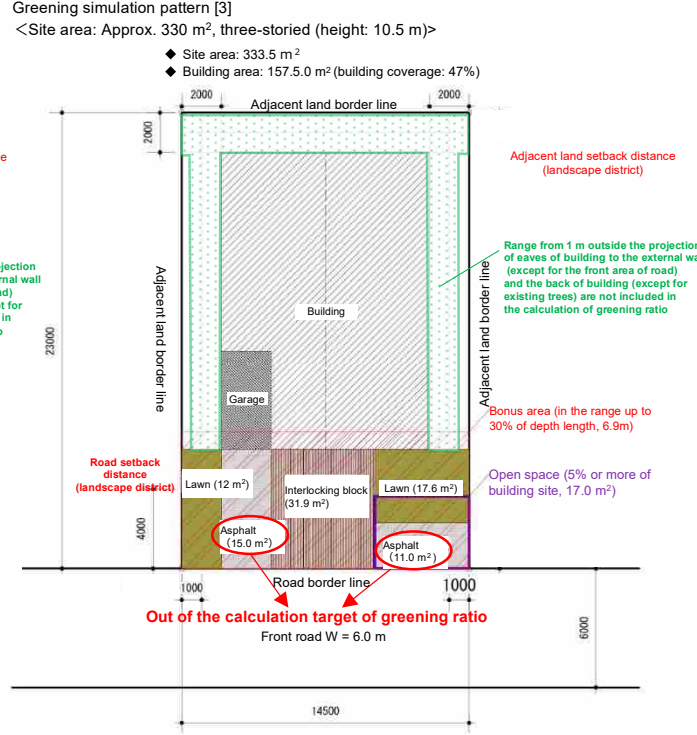 Greening simulation pattern [3]
<Site area: Approx. 330 m², three-storied (height: 10.5 m)>
◆ Site area: 333.5 m²
◆ Building area: 157.5.0 m² (building coverage: 47%)
2000
2000
Adjacent land border line
2000
e
Adjacent land setback distance
(landscape district)
Range from 1 m outside the projection
of eaves of building to the external wa
(except for the front area of road)
and the back of building (except for
existing trees) are not included in
the calculation of greening ratio
jection
rnal wall
d)
t for
in
Adjacent land border line
Adjacent land border line
23000
Building
Garage
Bonus area (in the range up to
30% of depth length, 6.9m)
Road setback
distance
(landscape district)
Lawn (12 m²)
Interlocking block
(31.9 m²)
Lawn (17.6 m²)
Open space (5% or more of
building site, 17.0 m²)
4000
Asphalt
(15.0 m²)
Asphalt
(11.0 m²)
Road border line
1000
1000
Out of the calculation target of greening ratio
Front road W = 6.0 m
6000
14500